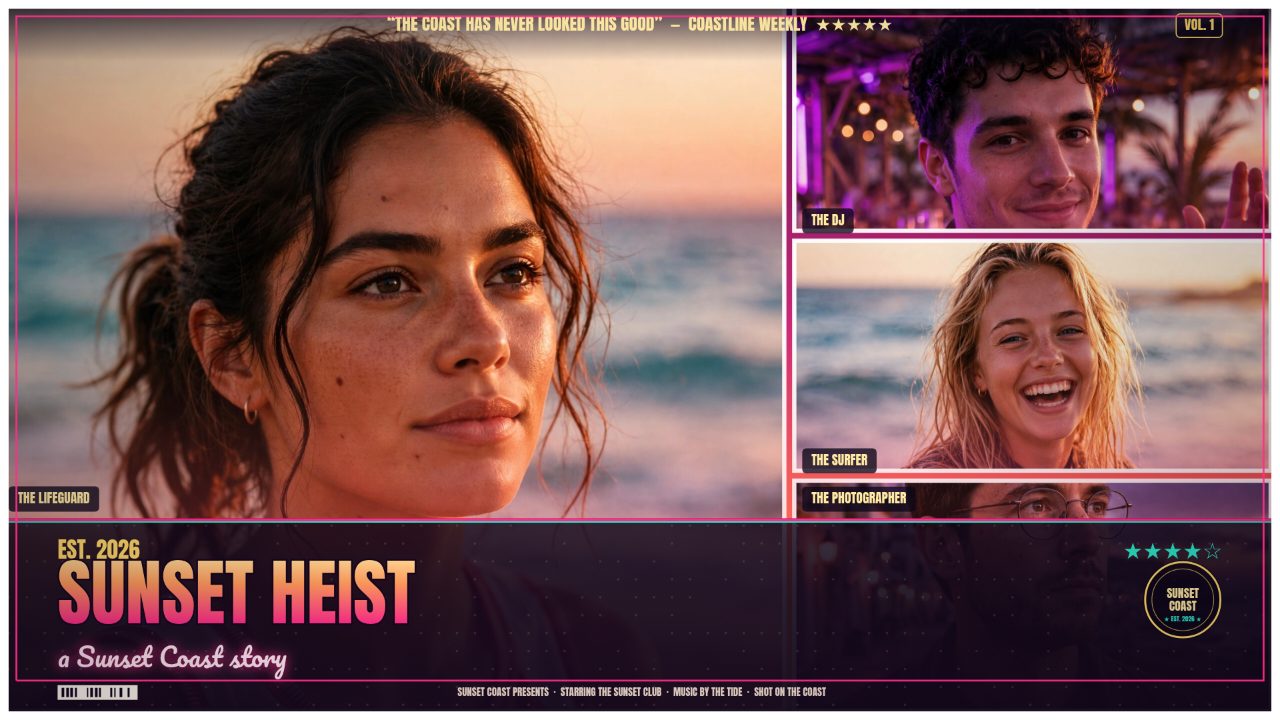 “THE COAST HAS NEVER LOOKED THIS GOOD” — COASTLINE WEEKLY ★★★★★
VOL. 1
THE DJ
THE SURFER
THE LIFEGUARD
THE PHOTOGRAPHER
EST. 2026
SUNSET HEIST
a Sunset Coast story
★★★★☆
SUNSET
COAST
★ EST. 2026 ★
SUNSET COAST PRESENTS · STARRING THE SUNSET CLUB · MUSIC BY THE TIDE · SHOT ON THE COAST